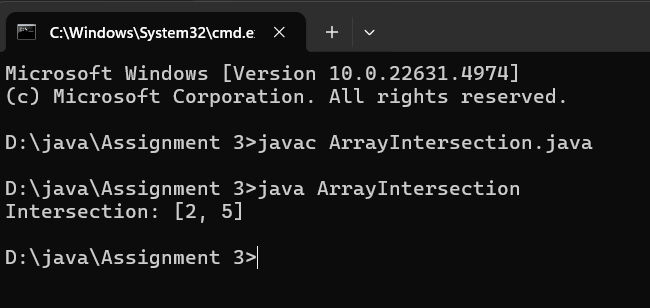 C:\Windows\System32\cmd.e
Microsoft Windows [Version 10.0.22631.4974]
(c) Microsoft Corporation. All rights reserved.
D:\java\Assignment 3>javac ArrayIntersection.java
D:\java\Assignment 3>java ArrayIntersection
Intersection: [2, 5]
D:\java\Assignment 3>